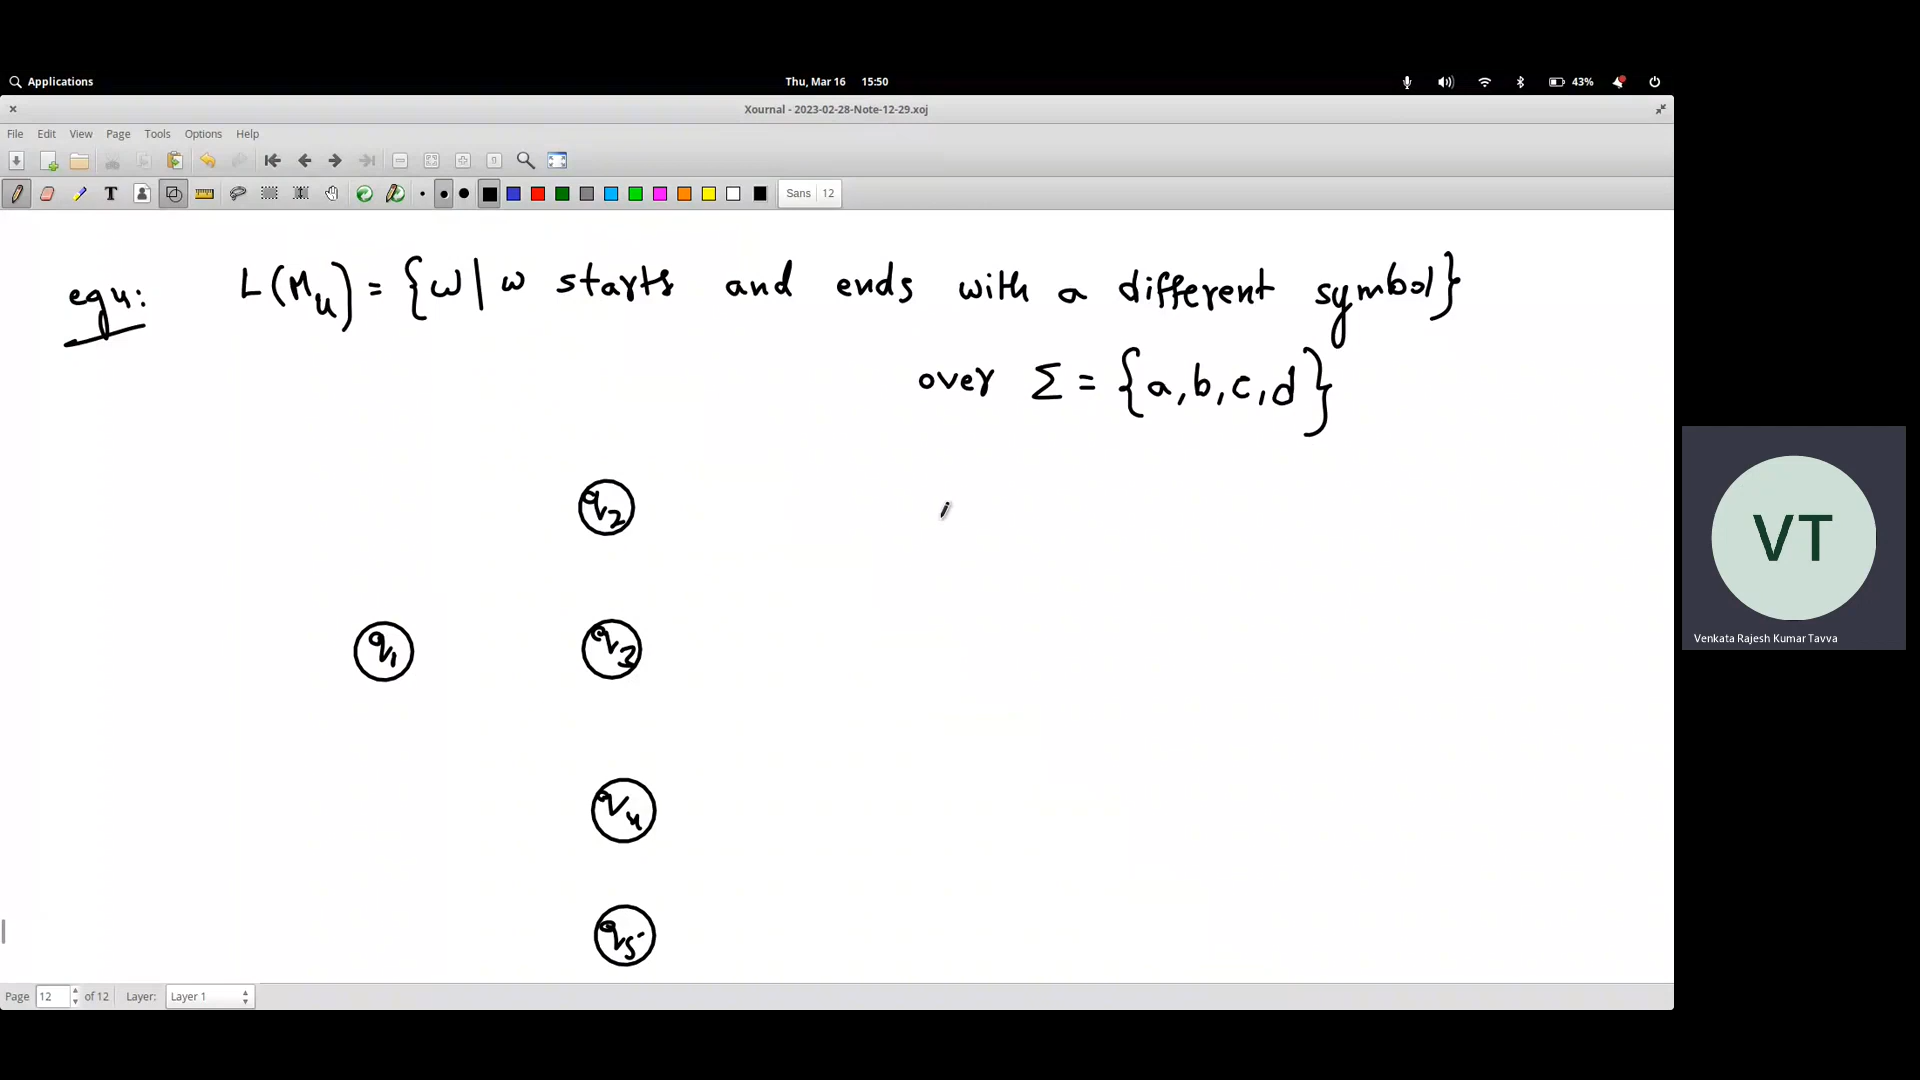 Applications
Thu, Mar 16 15:50
43%
Xournal - 2023-02-28-Note-12-29.xoj
File Edit View Page Tools Options Help
T Sans 12
eg4: L(M4) = {w | w starts and ends with a different symbol}
over Σ = {a, b, c, d}
q2
q1 q3
q4
q5
VT
Venkata Rajesh Kumar Tavva
Page 12 of 12 Layer: Layer 1